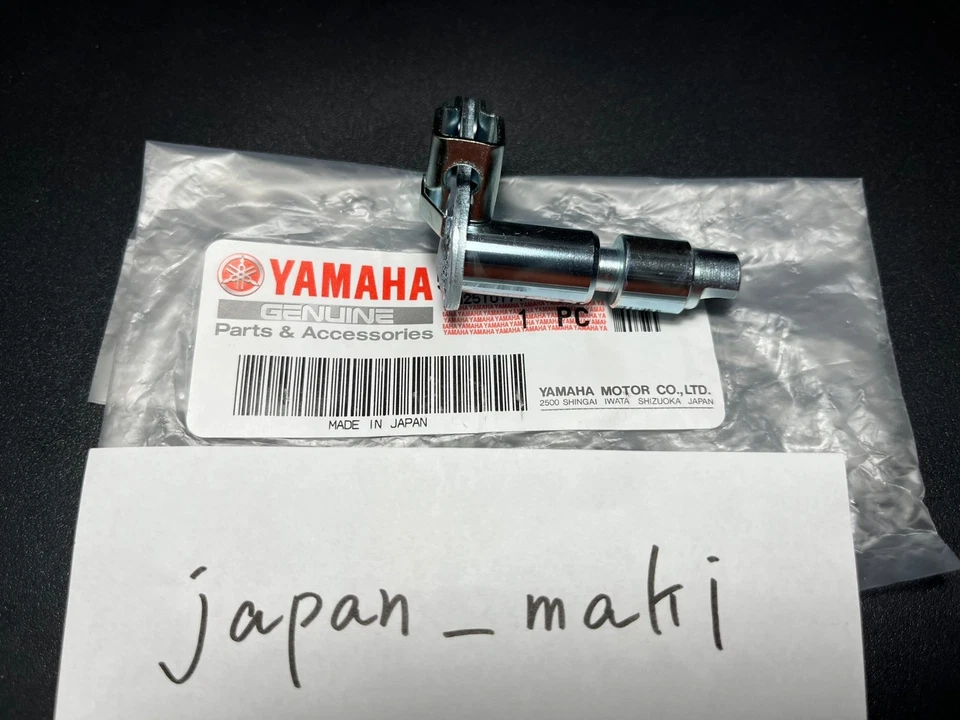 YAMAHA
GENUINE
Parts & Accessories
1 PC
MADE IN JAPAN
YAMAHA MOTOR CO.,LTD.
2500 SHINGAI IWATA SHIZUOKA JAPAN
japan_maki